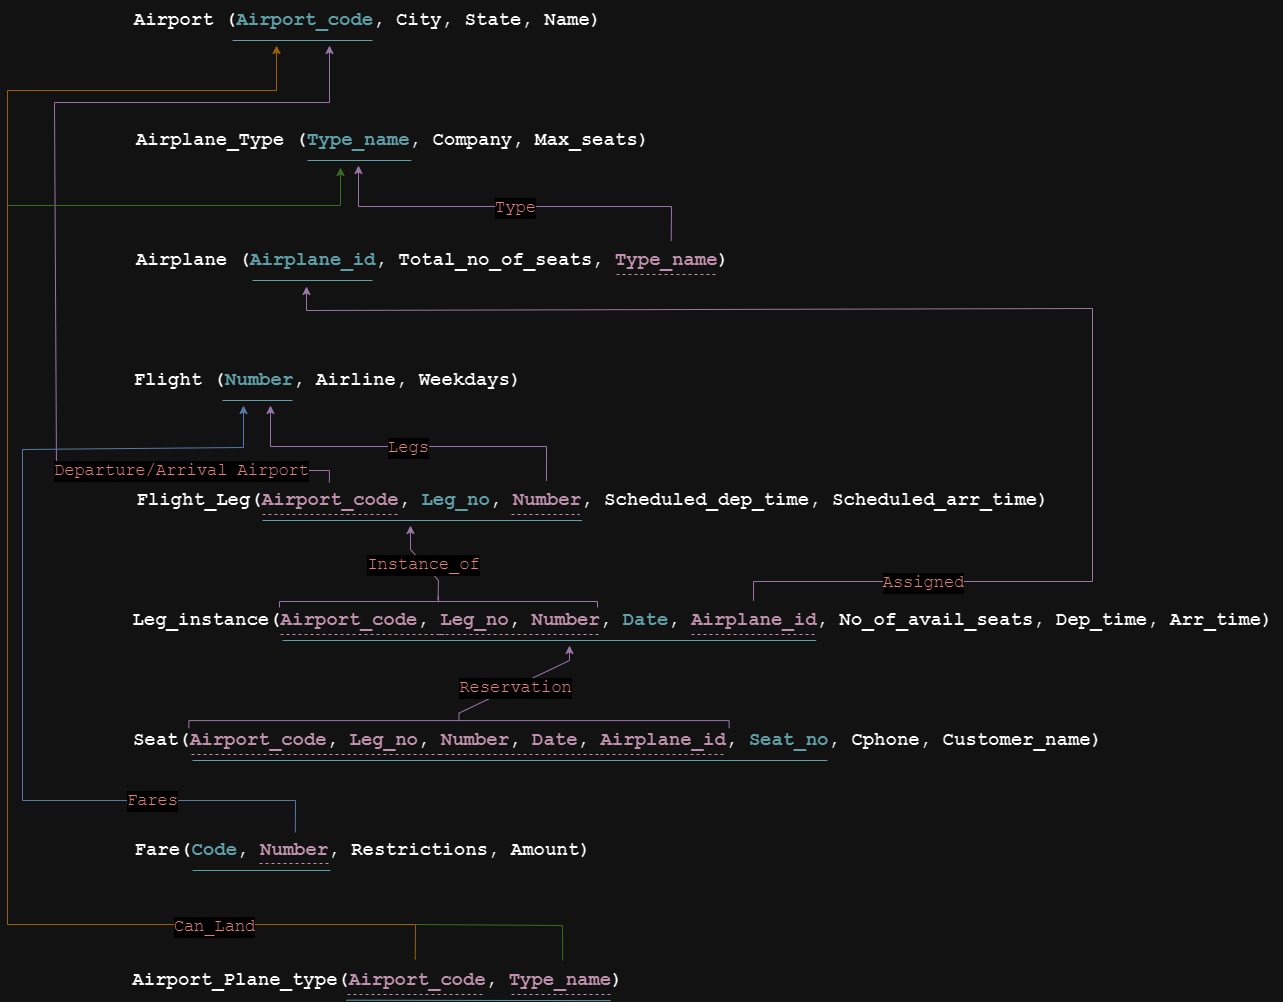 Airport (Airport_code, City, State, Name)
Airplane_Type (Type_name, Company, Max_seats)
Type
Airplane (Airplane_id, Total_no_of_seats, Type_name)
Flight (Number, Airline, Weekdays)
Legs
Departure/Arrival Airport
Flight_Leg(Airport_code, Leg_no, Number, Scheduled_dep_time, Scheduled_arr_time)
Instance_of
Assigned
Leg_instance(Airport_code, Leg_no, Number, Date, Airplane_id, No_of_avail_seats, Dep_time, Arr_time)
Reservation
Seat(Airport_code, Leg_no, Number, Date, Airplane_id, Seat_no, Cphone, Customer_name)
Fares
Fare(Code, Number, Restrictions, Amount)
Can_Land
Airport_Plane_type(Airport_code, Type_name)